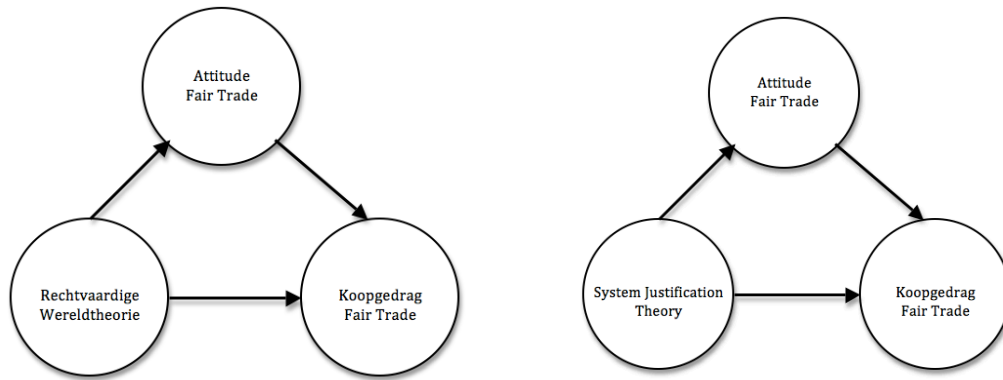 Attitude
Fair Trade
Rechtvaardige
Wereldtheorie
Koopgedrag
Fair Trade
Attitude
Fair Trade
System Justification
Theory
Koopgedrag
Fair Trade